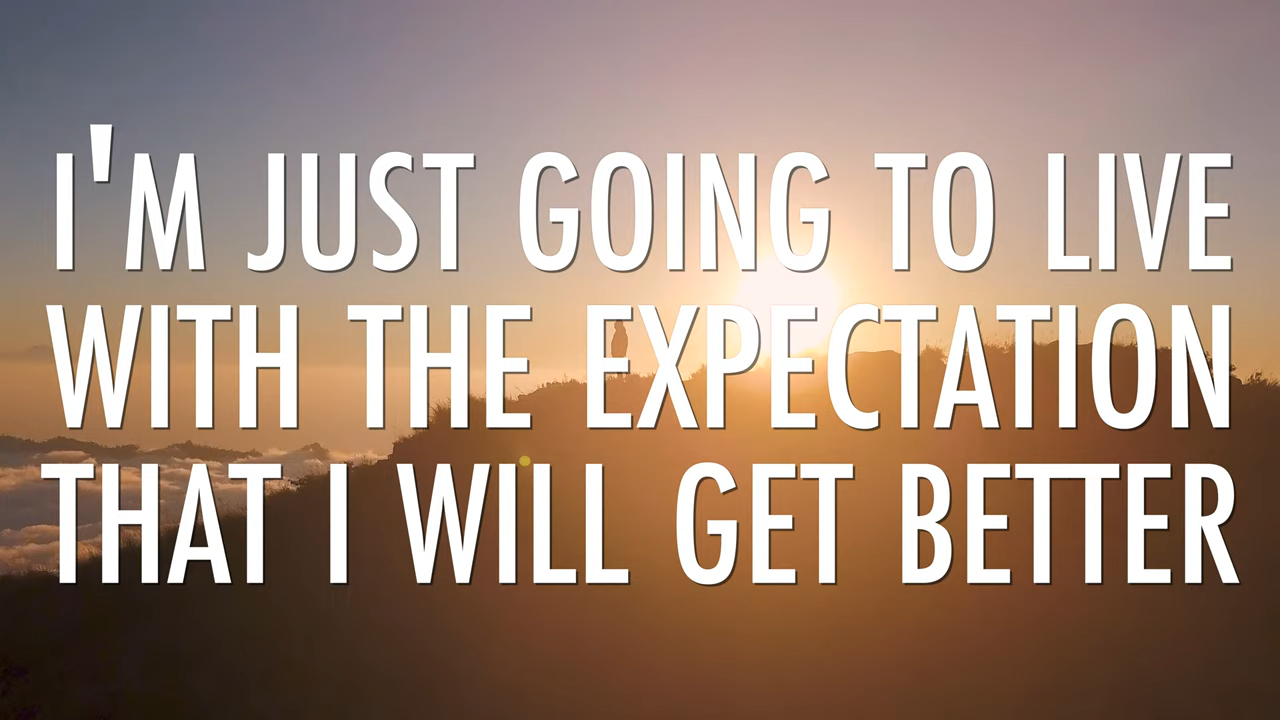 I'M JUST GOING TO LIVE
WITH THE EXPECTATION
THAT I WILL GET BETTER